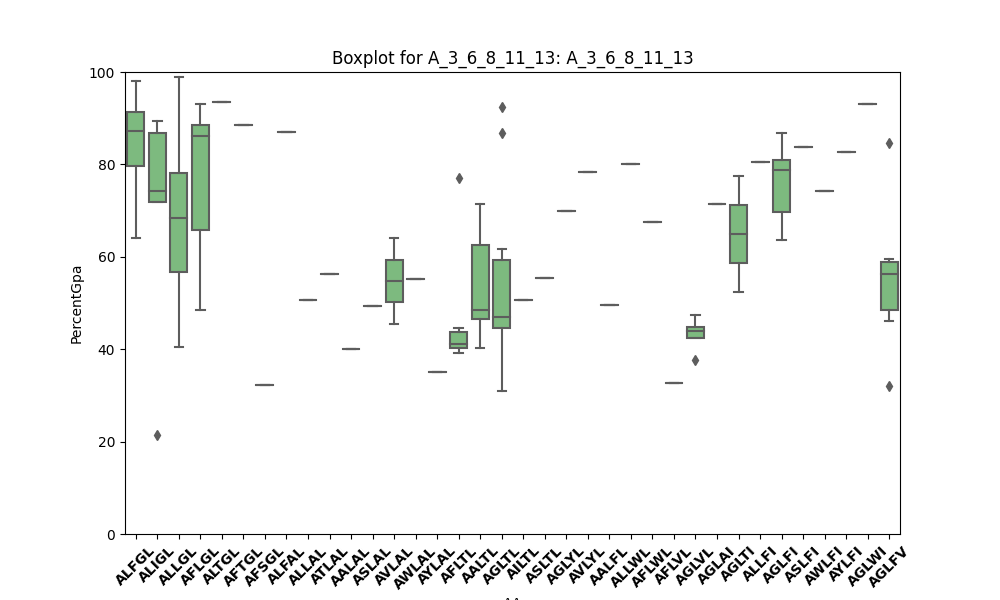 Boxplot for A_3_6_8_11_13: A_3_6_8_11_13
PercentGpa
100
80
60
40
20
0
ALFGL ALIGL ALLGL AFLGL ALTGL AFTGL AFSGL ALFAL ALLAL ATLAL AALAL ASLAL AVLAL AWLAL AYLAL AFLTL AALTL AGLTL AILTL ASLTL AGLYL AVLYL AALFL ALLWL AFLWL AFLVL AGLVL AGLAI AGLTI ALLFI AGLFI ASLFI AWLFI AYLFI AGLWI AGLFV